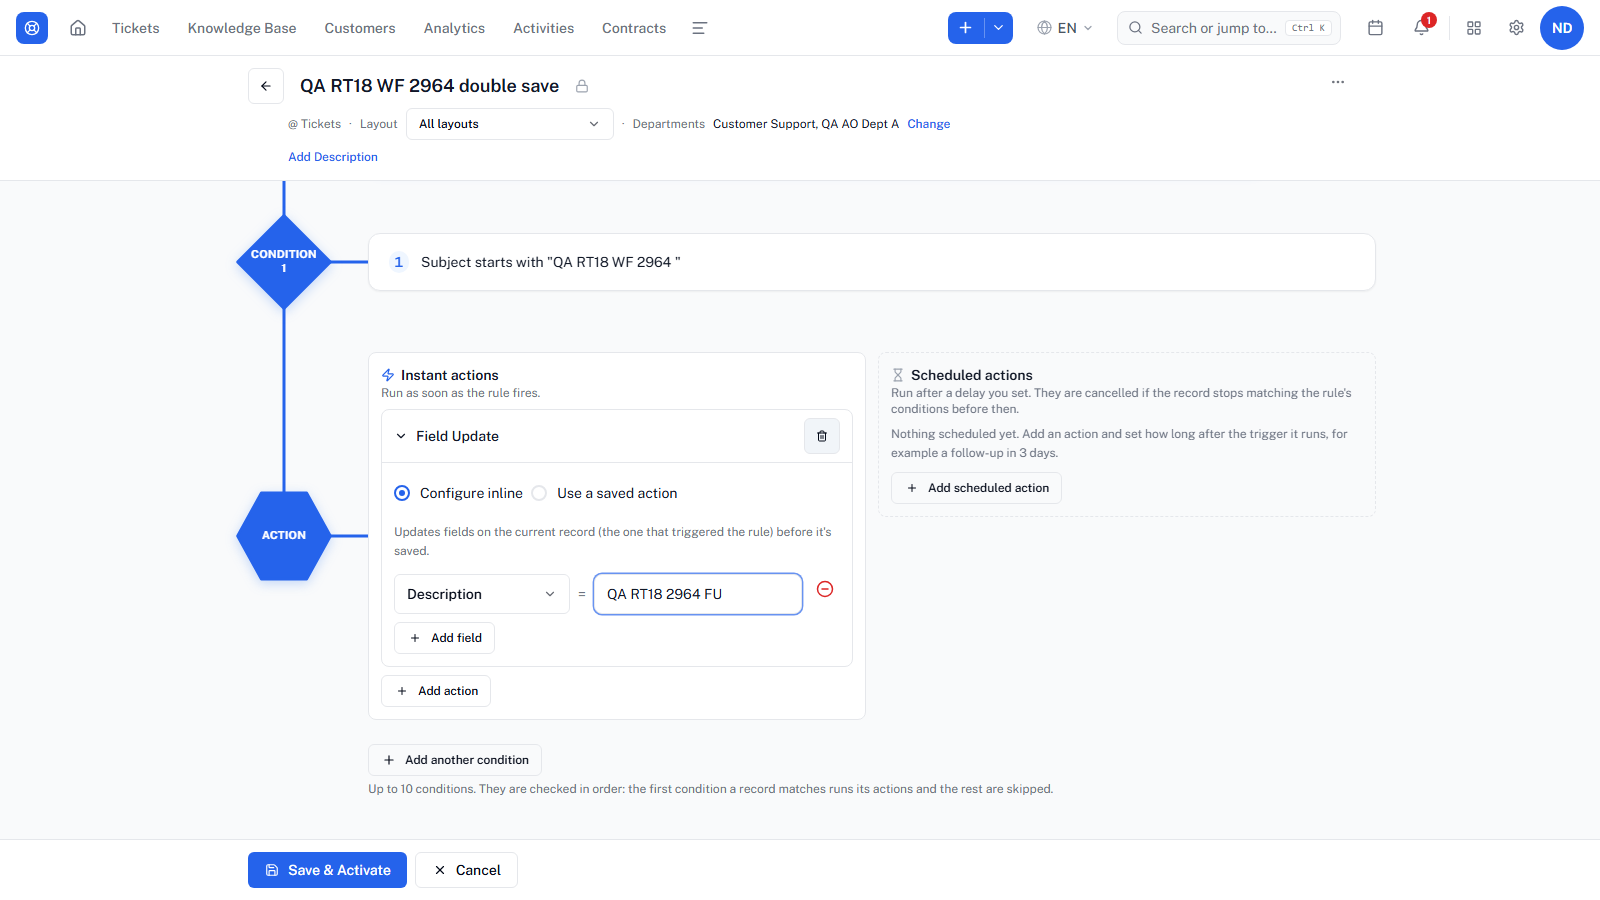 Tickets Knowledge Base Customers Analytics Activities Contracts EN Search or jump to... Ctrl K 1 ND
QA RT18 WF 2964 double save
@ Tickets · Layout All layouts · Departments Customer Support, QA AO Dept A Change
Add Description
CONDITION
1
1 Subject starts with "QA RT18 WF 2964 "
Instant actions
Run as soon as the rule fires.
Field Update
Configure inline Use a saved action
Updates fields on the current record (the one that triggered the rule) before it's
saved.
Description = QA RT18 2964 FU
Add field
Add action
Scheduled actions
Run after a delay you set. They are cancelled if the record stops matching the rule's
conditions before then.
Nothing scheduled yet. Add an action and set how long after the trigger it runs, for
example a follow-up in 3 days.
Add scheduled action
ACTION
Add another condition
Up to 10 conditions. They are checked in order: the first condition a record matches runs its actions and the rest are skipped.
Save & Activate Cancel